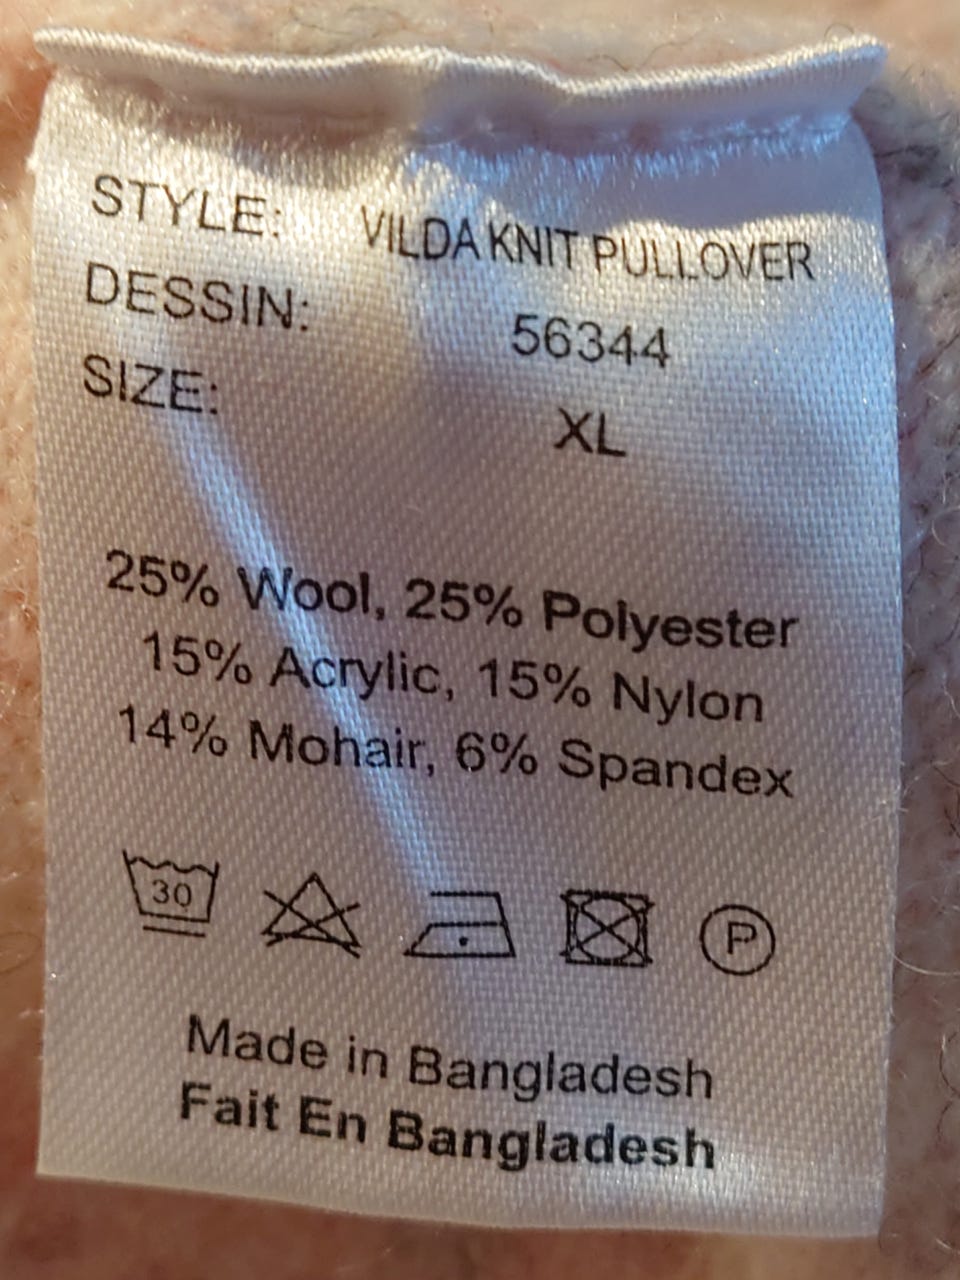 STYLE: VILDA KNIT PULLOVER
DESSIN: 56344
SIZE: XL
25% Wool, 25% Polyester
15% Acrylic, 15% Nylon
14% Mohair, 6% Spandex
30 P
Made in Bangladesh
Fait En Bangladesh